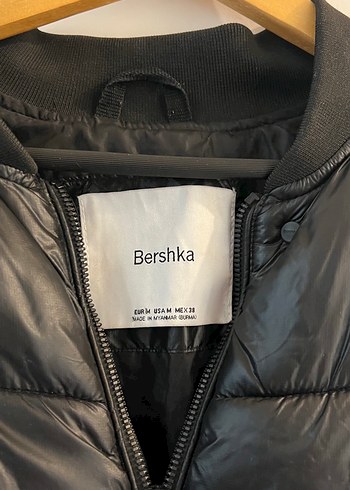 Bershka
EUR M USA M MEX 38
MADE IN MYANMAR (BURMA)